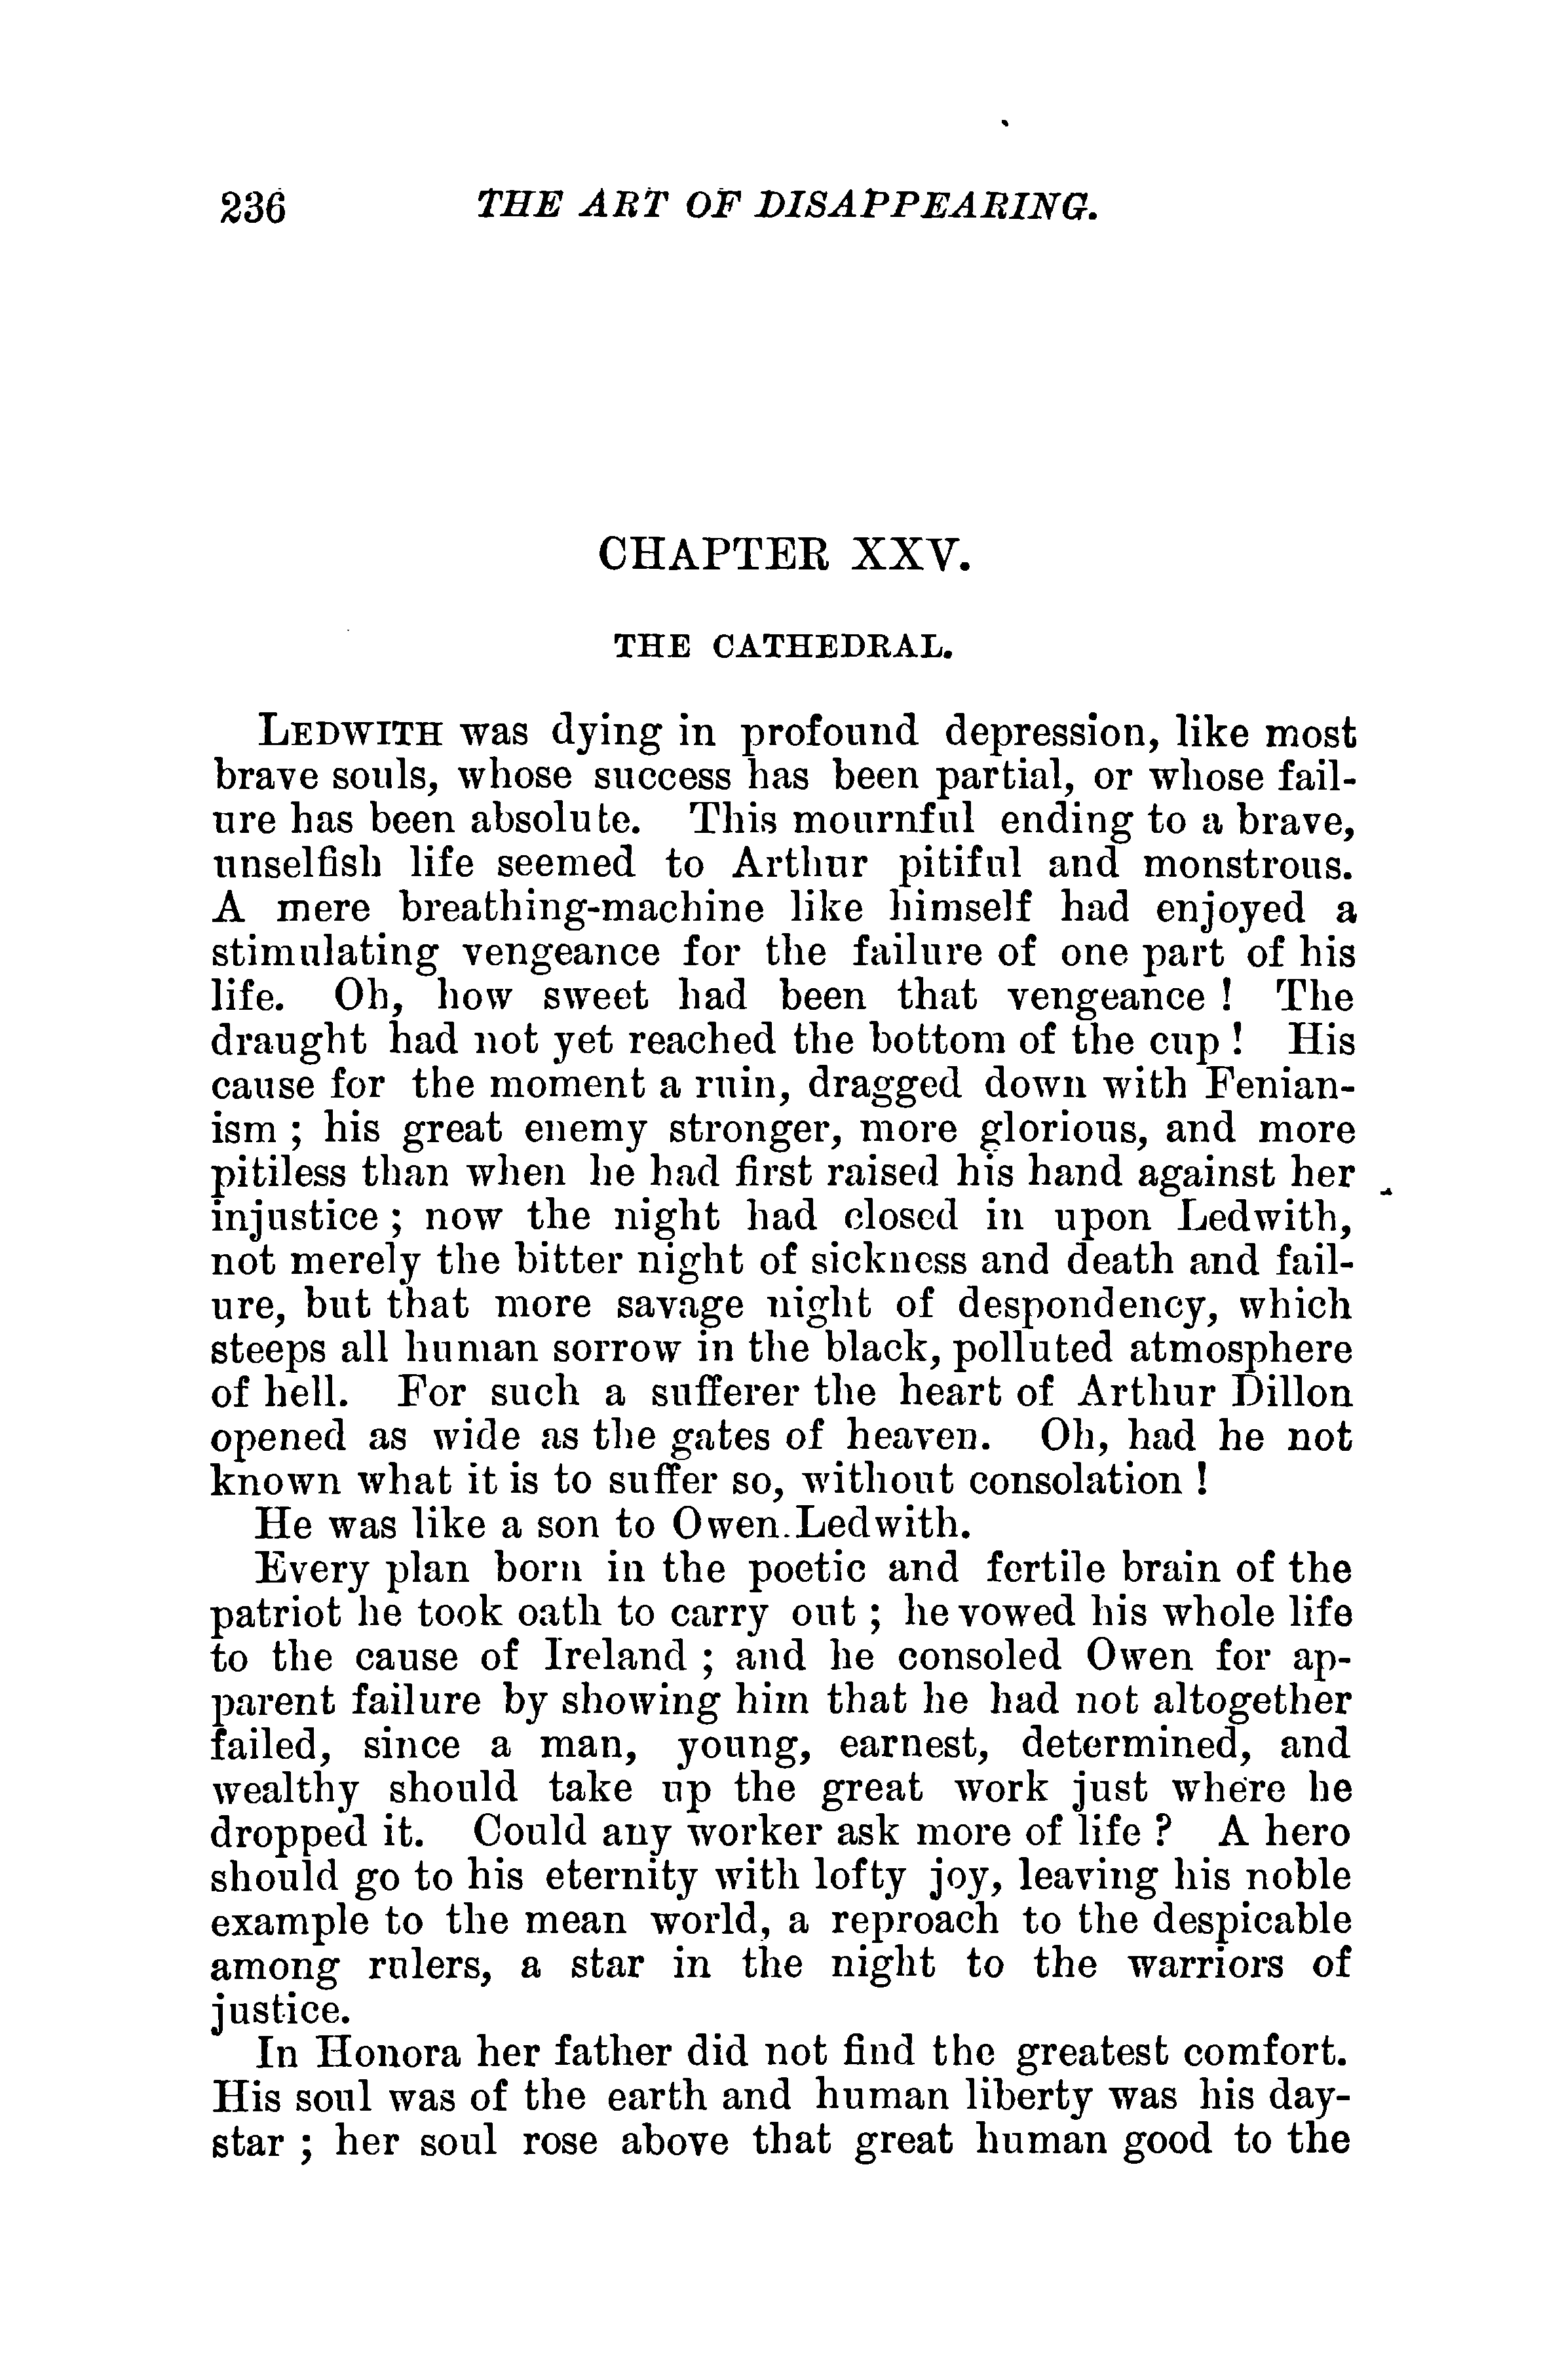 236 THE ART OF DISAPPEARING.
CHAPTER XXV.
THE CATHEDRAL.
LEDWITH was dying in profound depression, like most
brave souls, whose success has been partial, or whose fail-
ure has been absolute. This mournful ending to a brave,
unselfish life seemed to Arthur pitiful and monstrous.
A mere breathing-machine like himself had enjoyed a
stimulating vengeance for the failure of one part of his
life. Oh, how sweet had been that vengeance ! The
draught had not yet reached the bottom of the cup ! His
cause for the moment a ruin, dragged down with Fenian-
ism ; his great enemy stronger, more glorious, and more
pitiless than when he had first raised his hand against her
injustice ; now the night had closed in upon Ledwith,
not merely the bitter night of sickness and death and fail-
ure, but that more savage night of despondency, which
steeps all human sorrow in the black, polluted atmosphere
of hell. For such a sufferer the heart of Arthur Dillon
opened as wide as the gates of heaven. Oh, had he not
known what it is to suffer so, without consolation !
He was like a son to Owen.Ledwith.
Every plan born in the poetic and fertile brain of the
patriot he took oath to carry out ; he vowed his whole life
to the cause of Ireland ; and he consoled Owen for ap-
parent failure by showing him that he had not altogether
failed, since a man, young, earnest, determined, and
wealthy should take up the great work just where he
dropped it. Could any worker ask more of life ? A hero
should go to his eternity with lofty joy, leaving his noble
example to the mean world, a reproach to the despicable
among rulers, a star in the night to the warriors of
justice.
In Honora her father did not find the greatest comfort.
His soul was of the earth and human liberty was his day-
star ; her soul rose above that great human good to the